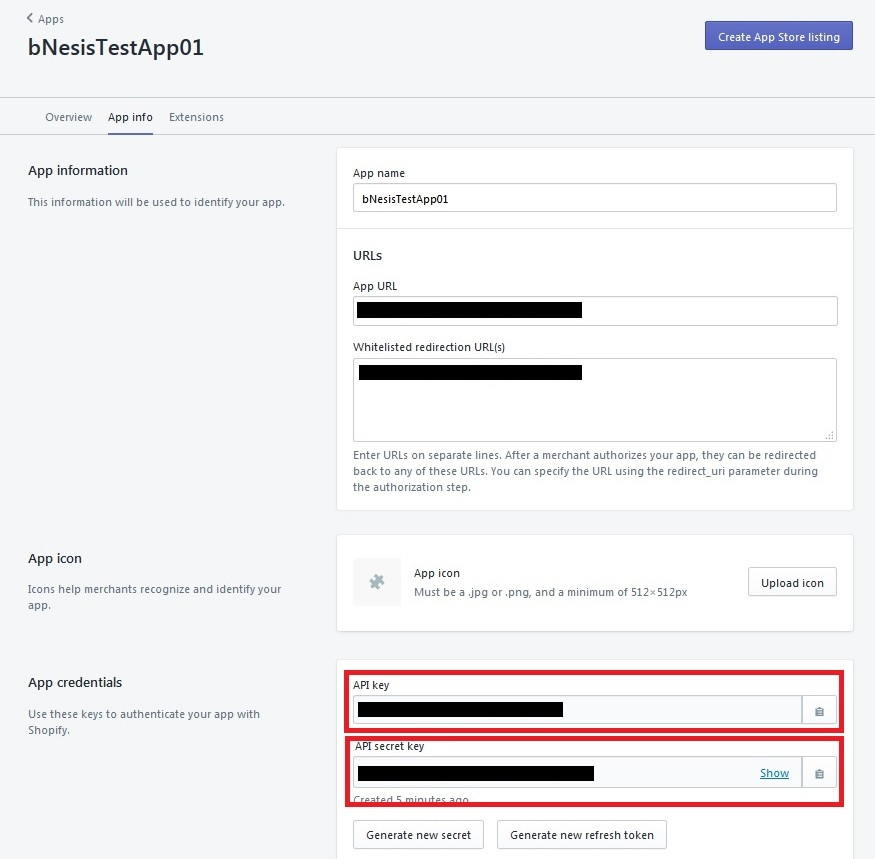 Apps
bNesisTestApp01
Create App Store listing
Overview App info Extensions
App information
This information will be used to identify your app.
App name
bNesisTestApp01
URLs
App URL
Whitelisted redirection URL(s)
Enter URLs on separate lines. After a merchant authorizes your app, they can be redirected
back to any of these URLs. You can specify the URL using the redirect_uri parameter during
the authorization step.
App icon
Icons help merchants recognize and identify your
app.
App icon
Must be a .jpg or .png, and a minimum of 512×512px
Upload icon
App credentials
Use these keys to authenticate your app with
Shopify.
API key
API secret key
Show
Created 5 minutes ago
Generate new secret
Generate new refresh token